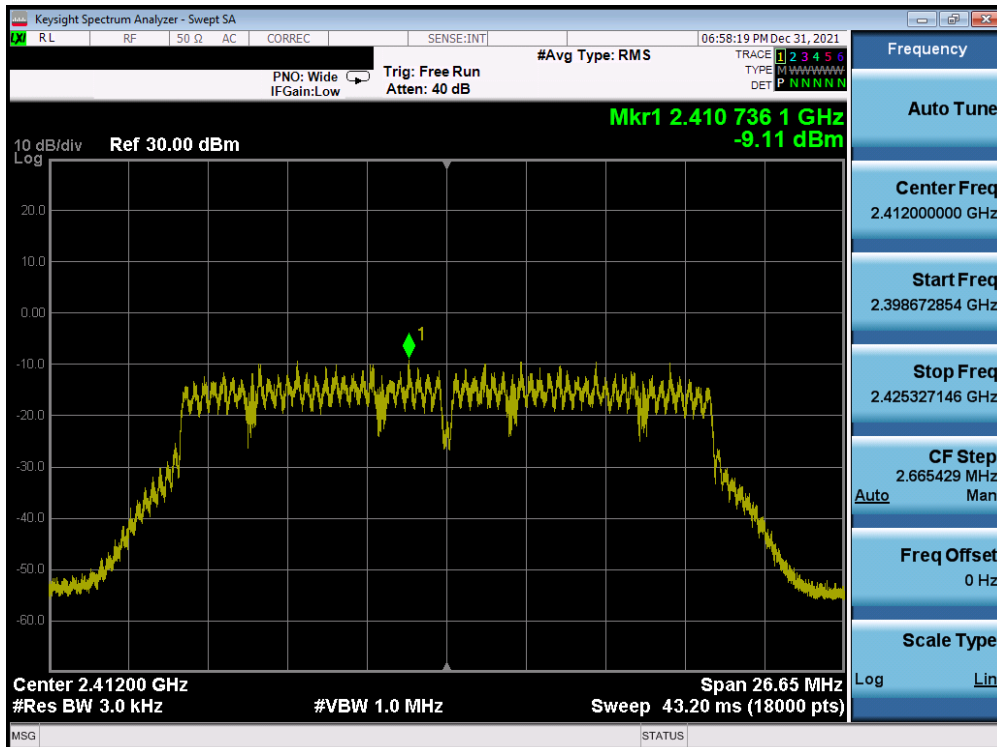 Keysight Spectrum Analyzer - Swept SA
LXI RL RF 50 Ω AC CORREC SENSE:INT 06:58:19 PM Dec 31, 2021
#Avg Type: RMS TRACE 1 2 3 4 5 6
PNO: Wide Trig: Free Run TYPE M WWWWW
IFGain:Low Atten: 40 dB DET P N N N N N
Mkr1 2.410 736 1 GHz
-9.11 dBm
10 dB/div Ref 30.00 dBm
Log
20.0
10.0
0.00
1
-10.0
-20.0
-30.0
-40.0
-50.0
-60.0
Center 2.41200 GHz Span 26.65 MHz
#Res BW 3.0 kHz #VBW 1.0 MHz Sweep 43.20 ms (18000 pts)
MSG STATUS
Frequency
Auto Tune
Center Freq
2.412000000 GHz
Start Freq
2.398672854 GHz
Stop Freq
2.425327146 GHz
CF Step
2.665429 MHz
Auto Man
Freq Offset
0 Hz
Scale Type
Log Lin